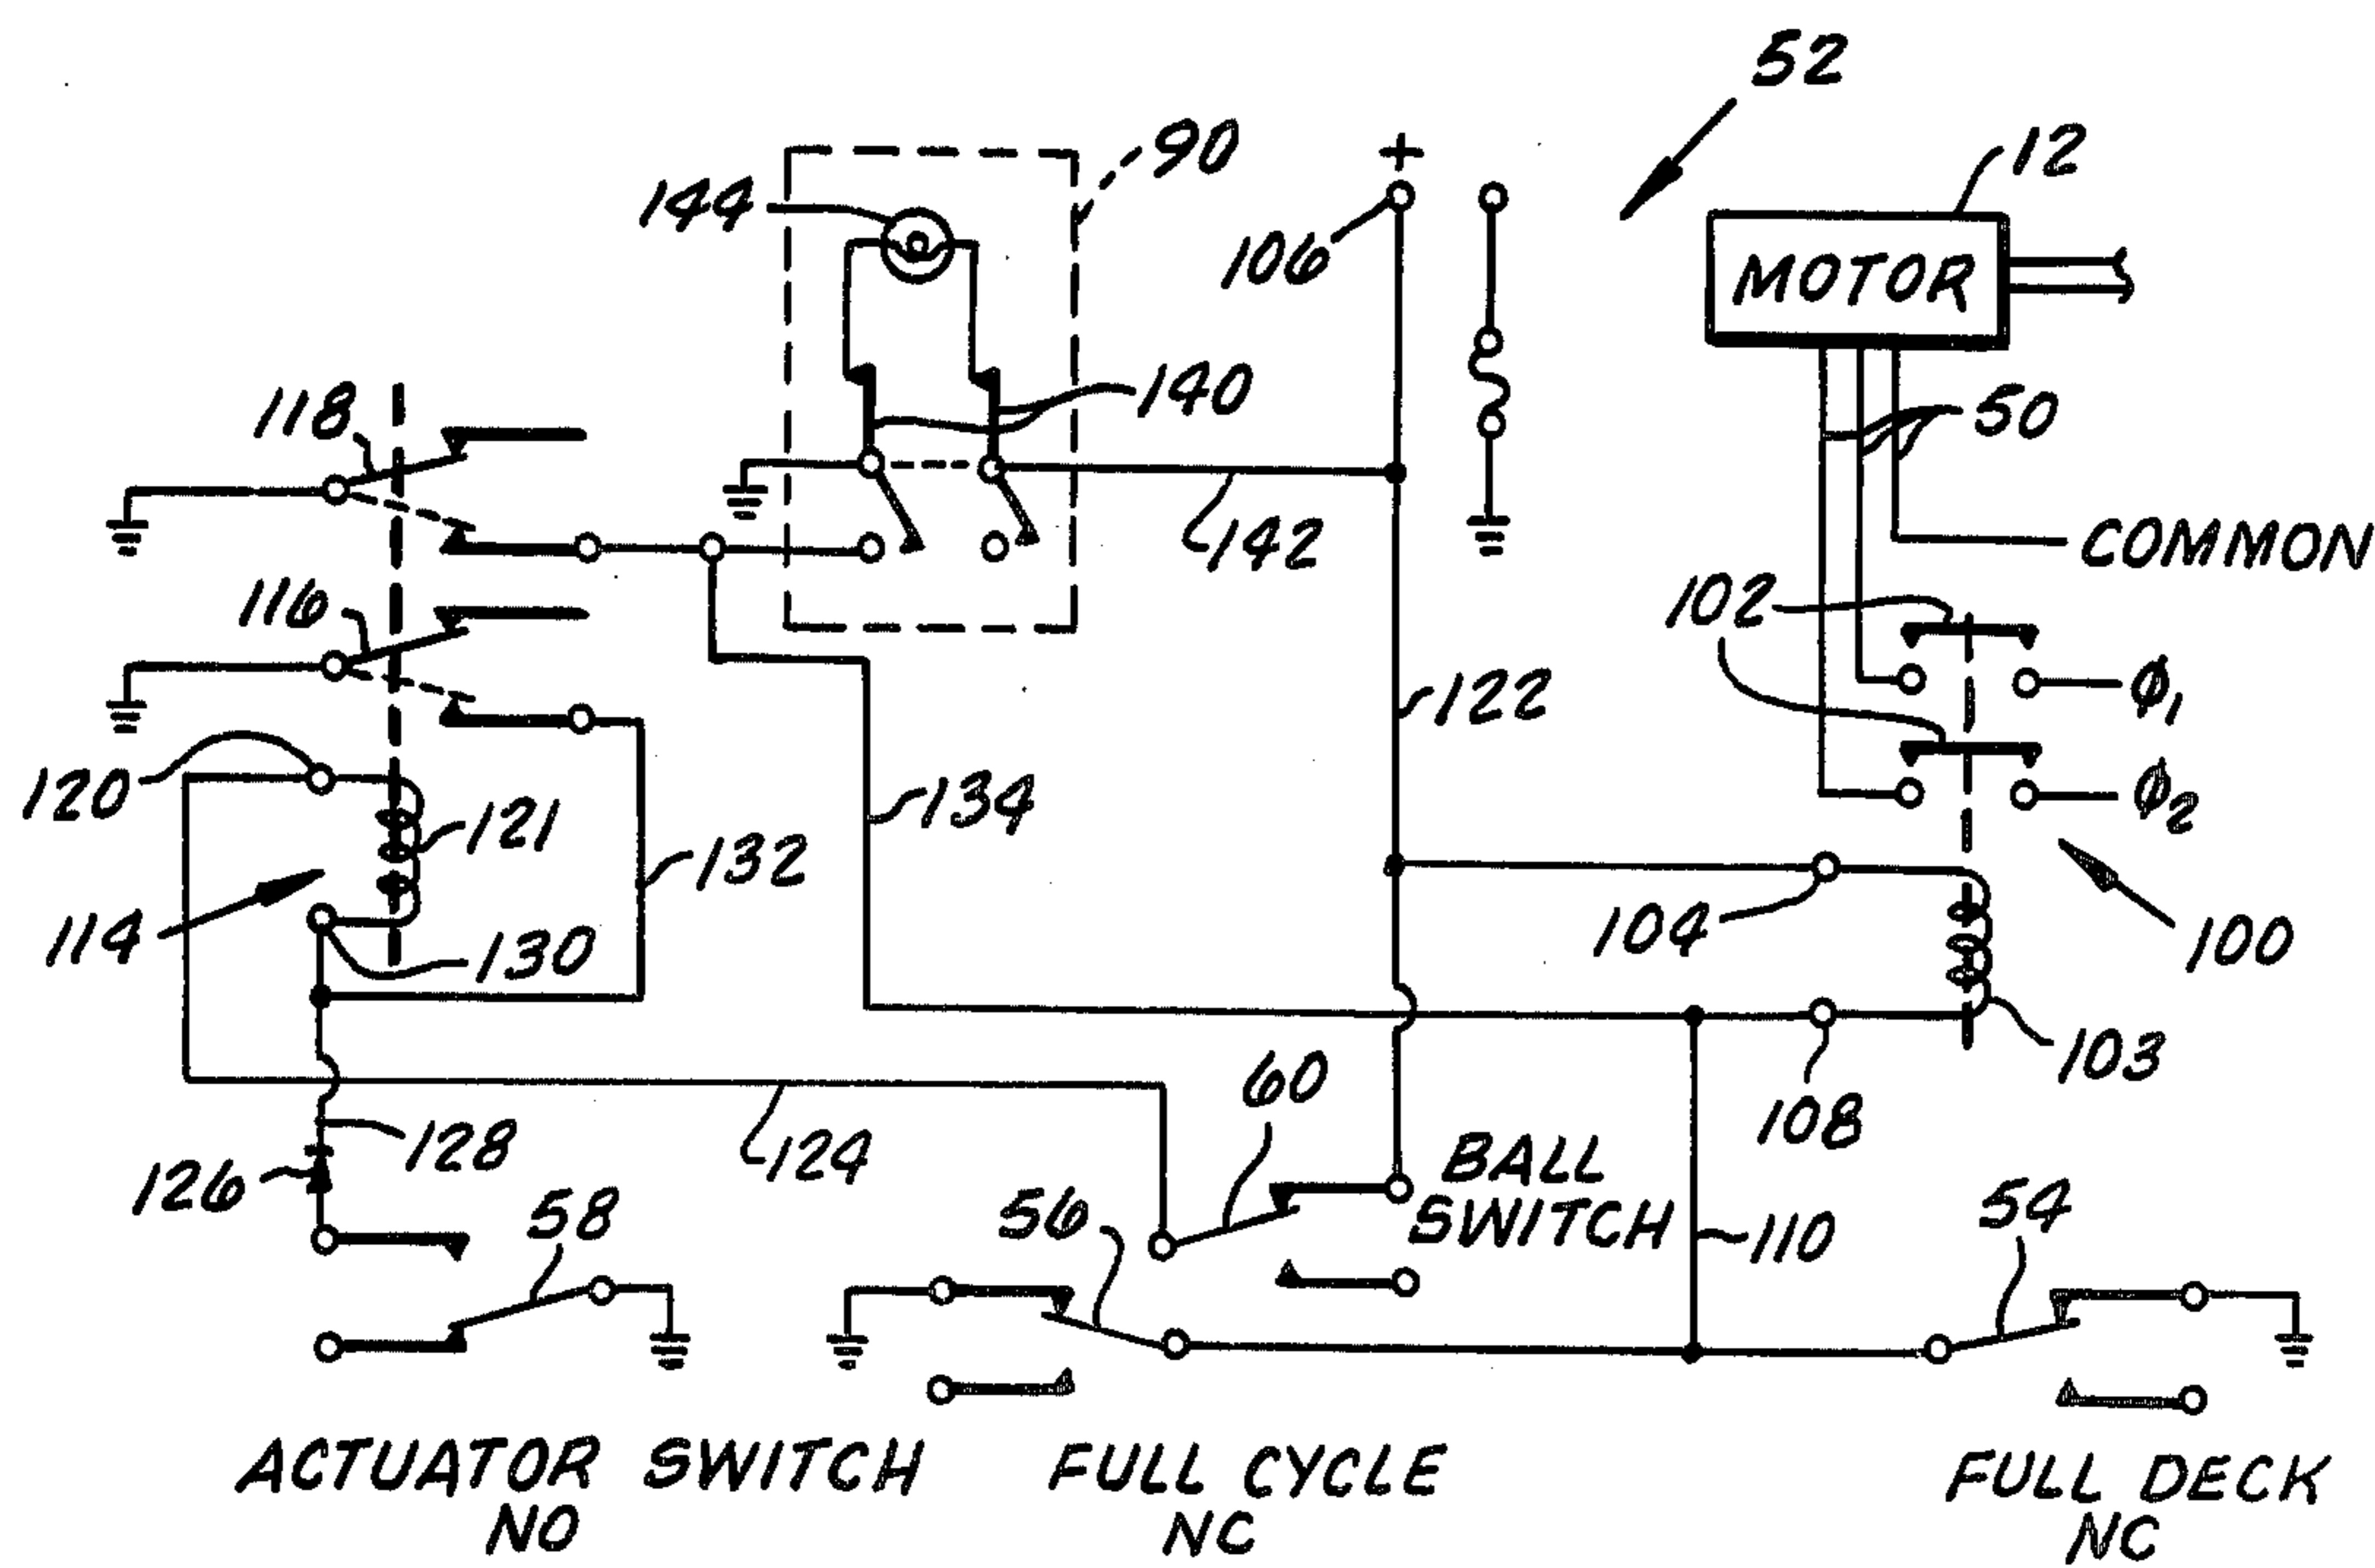 52
+
90
12
144
106
MOTOR
118
140
50
142
COMMON
116
102
122
φ1
120
121
134
φ2
132
114
130
104
100
103
60
108
128
124
126
58
56
BALL
SWITCH
110
54
ACTUATOR SWITCH
NO
FULL CYCLE
NC
FULL DECK
NC